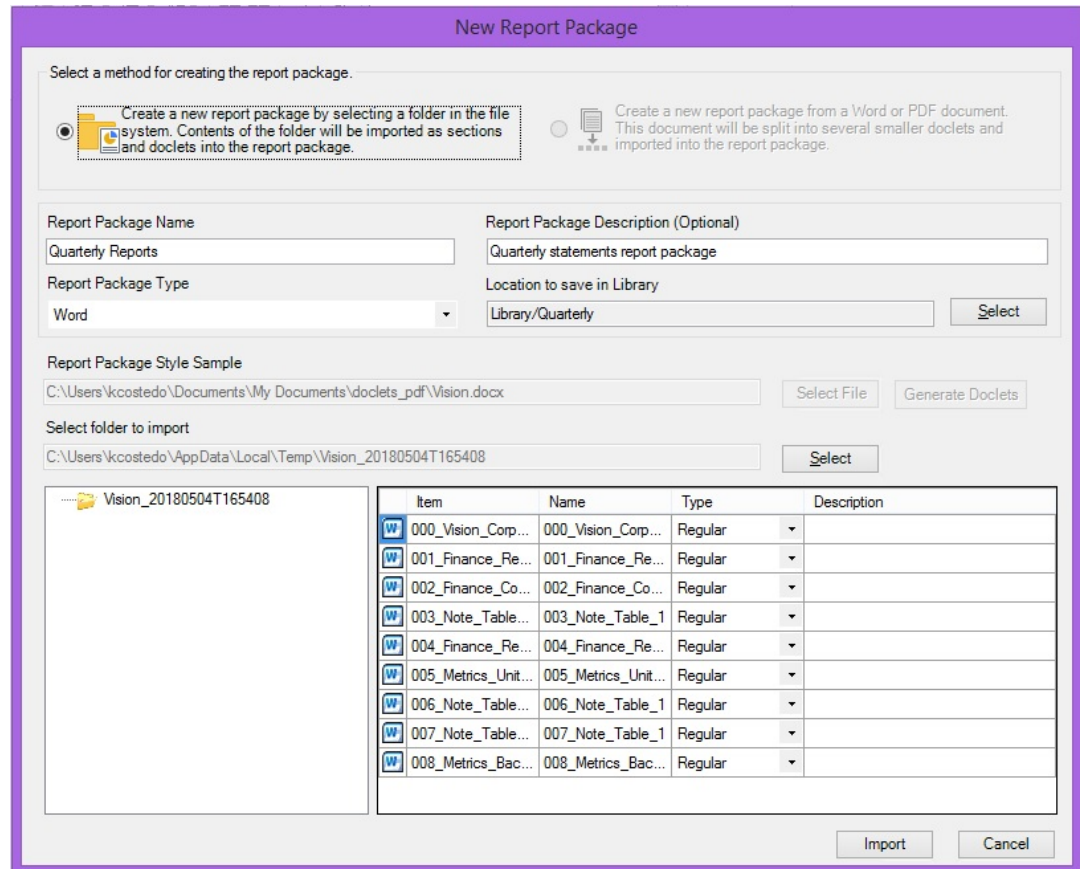 New Report Package
Select a method for creating the report package.
Create a new report package by selecting a folder in the file
system. Contents of the folder will be imported as sections
and doclets into the report package.
Create a new report package from a Word or PDF document.
This document will be split into several smaller doclets and
imported into the report package.
Report Package Name
Report Package Description (Optional)
Quarterly Reports
Quarterly statements report package
Report Package Type
Location to save in Library
Word
Library/Quarterly
Select
Report Package Style Sample
C:\Users\kcostedo\Documents\My Documents\doclets_pdf\Vision.docx
Select File
Generate Doclets
Select folder to import
C:\Users\kcostedo\AppData\Local\Temp\Vision_20180504T165408
Select
Vision_20180504T165408
Item Name Type Description
000_Vision_Corp... 000_Vision_Corp... Regular
001_Finance_Re... 001_Finance_Re... Regular
002_Finance_Co... 002_Finance_Co... Regular
003_Note_Table... 003_Note_Table_1 Regular
004_Finance_Re... 004_Finance_Re... Regular
005_Metrics_Unit... 005_Metrics_Unit... Regular
006_Note_Table... 006_Note_Table_1 Regular
007_Note_Table... 007_Note_Table_1 Regular
008_Metrics_Bac... 008_Metrics_Bac... Regular
Import
Cancel